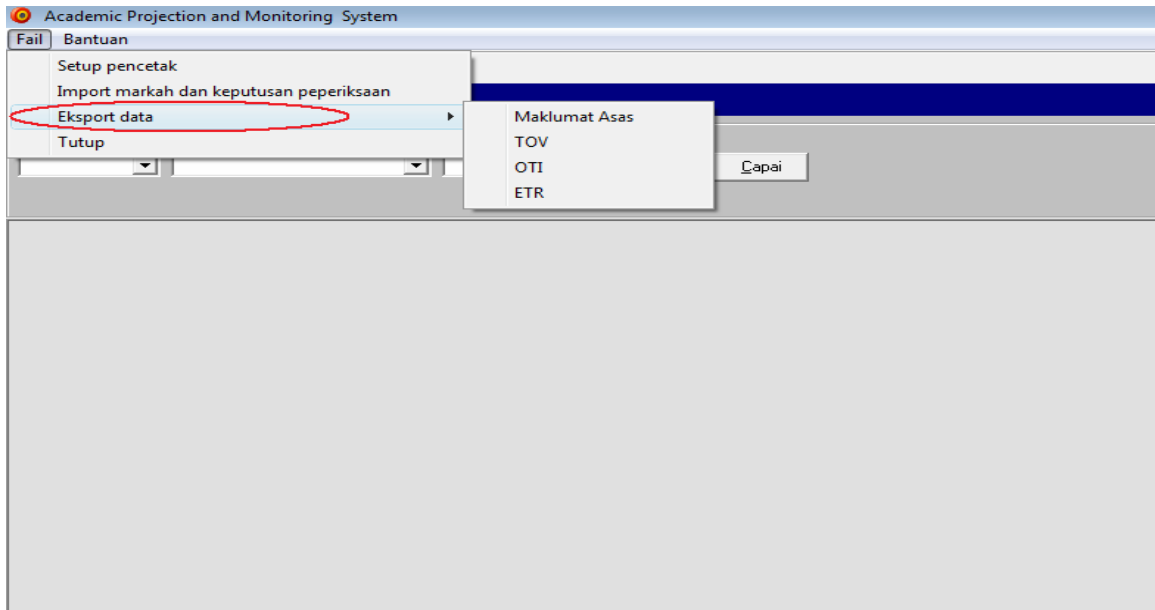 Academic Projection and Monitoring System
Fail Bantuan
Setup pencetak
Import markah dan keputusan peperiksaan
Eksport data
Tutup
Maklumat Asas
TOV
OTI
ETR
Capai